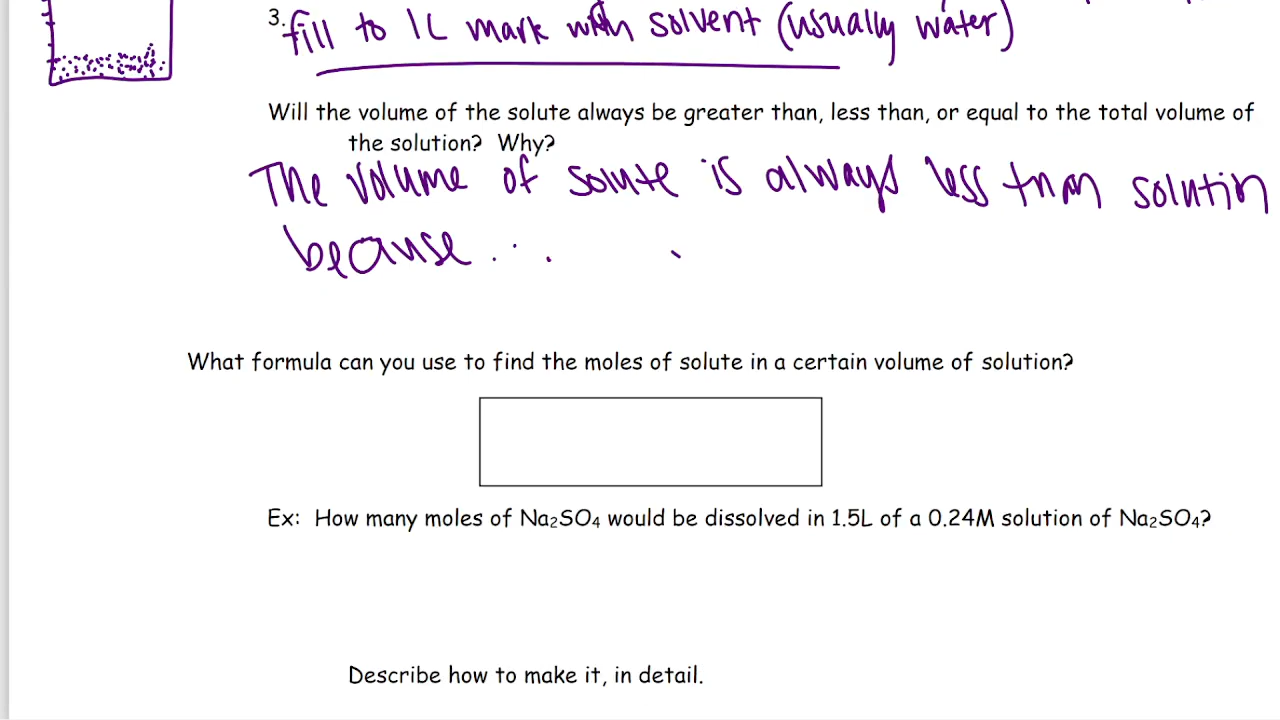 3. fill to 1L mark with solvent (usually water)
Will the volume of the solute always be greater than, less than, or equal to the total volume of
the solution? Why?
The volume of solute is always less than solutin
because ...
What formula can you use to find the moles of solute in a certain volume of solution?
Ex: How many moles of Na₂SO₄ would be dissolved in 1.5L of a 0.24M solution of Na₂SO₄?
Describe how to make it, in detail.